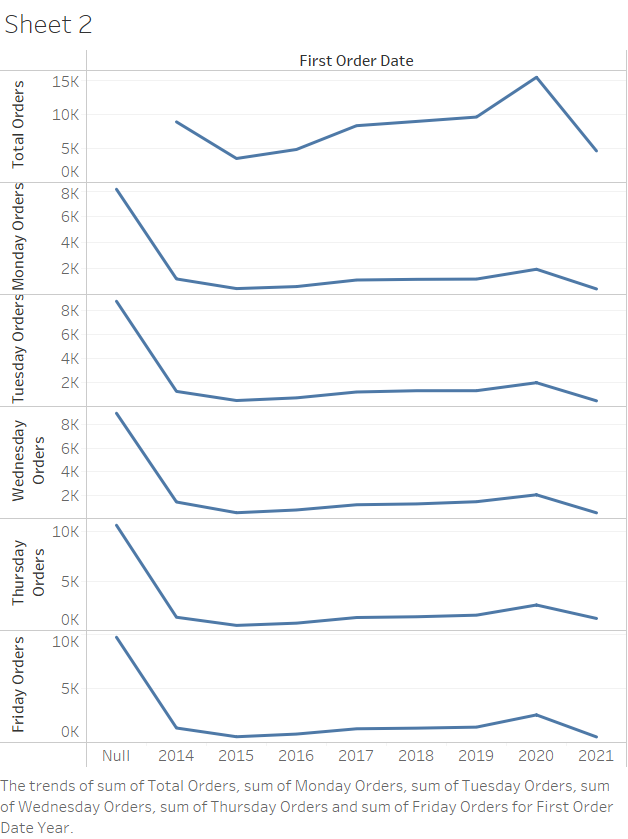 Sheet 2
First Order Date
Total Orders
15K
10K
5K
0K
Monday Orders
8K
6K
4K
2K
Tuesday Orders
8K
6K
4K
2K
Wednesday
Orders
8K
6K
4K
2K
Thursday
Orders
10K
5K
0K
Friday Orders
10K
5K
0K
Null 2014 2015 2016 2017 2018 2019 2020 2021
The trends of sum of Total Orders, sum of Monday Orders, sum of Tuesday Orders, sum
of Wednesday Orders, sum of Thursday Orders and sum of Friday Orders for First Order
Date Year.